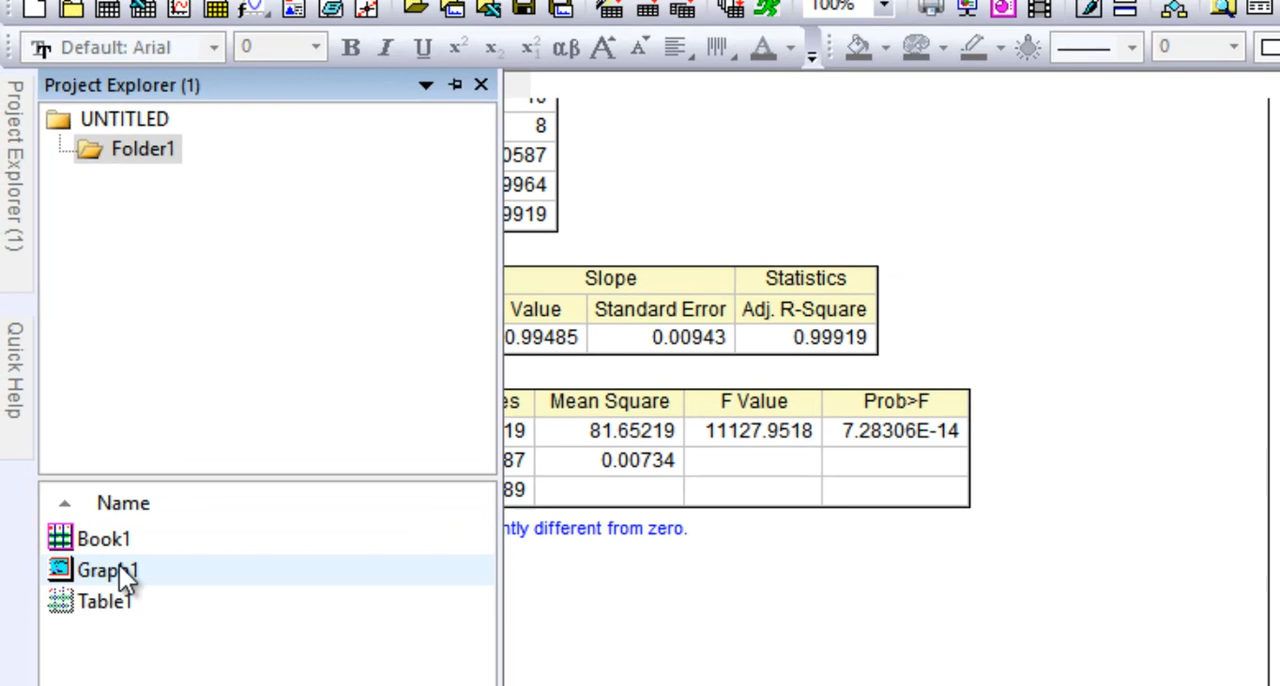 100%
Default: Arial 0 B I U x² x₂ x αβ A A A 0
Project Explorer (1)
Project Explorer (1)
Quick Help
UNTITLED
Folder1
Name
Book1
Graph1
Table1
8
0587
9964
9919
Slope Statistics
Value Standard Error Adj. R-Square
0.99485 0.00943 0.99919
es Mean Square F Value Prob>F
19 81.65219 11127.9518 7.28306E-14
87 0.00734
89
ntly different from zero.